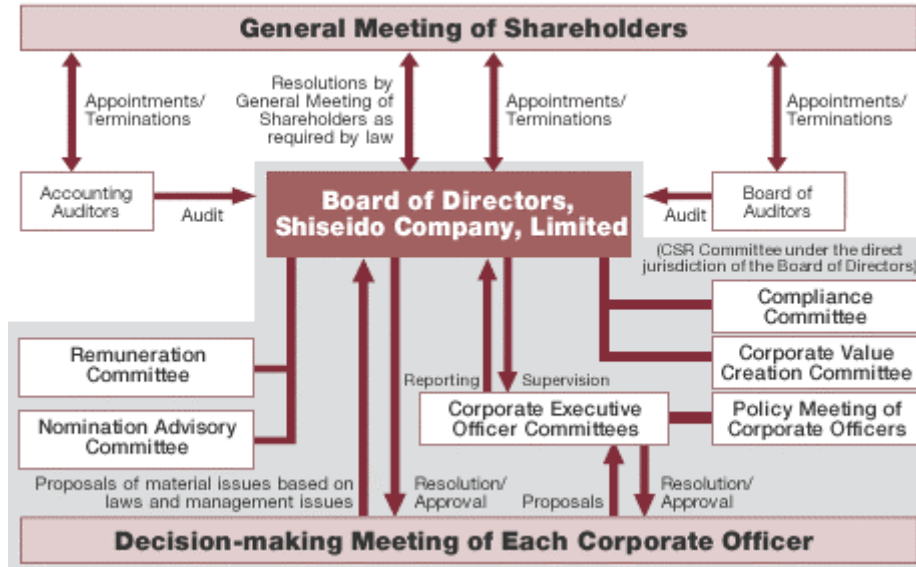 General Meeting of Shareholders
Appointments/
Terminations
Resolutions by
General Meeting of
Shareholders as
required by law
Appointments/
Terminations
Appointments/
Terminations
Accounting
Auditors
Audit
Board of Directors,
Shiseido Company, Limited
Audit
Board of
Auditors
(CSR Committee under the direct
jurisdiction of the Board of Directors)
Compliance
Committee
Remuneration
Committee
Corporate Value
Creation Committee
Reporting
Supervision
Nomination Advisory
Committee
Corporate Executive
Officer Committees
Policy Meeting of
Corporate Officers
Proposals of material issues based on
laws and management issues
Resolution/
Approval
Proposals
Resolution/
Approval
Decision-making Meeting of Each Corporate Officer